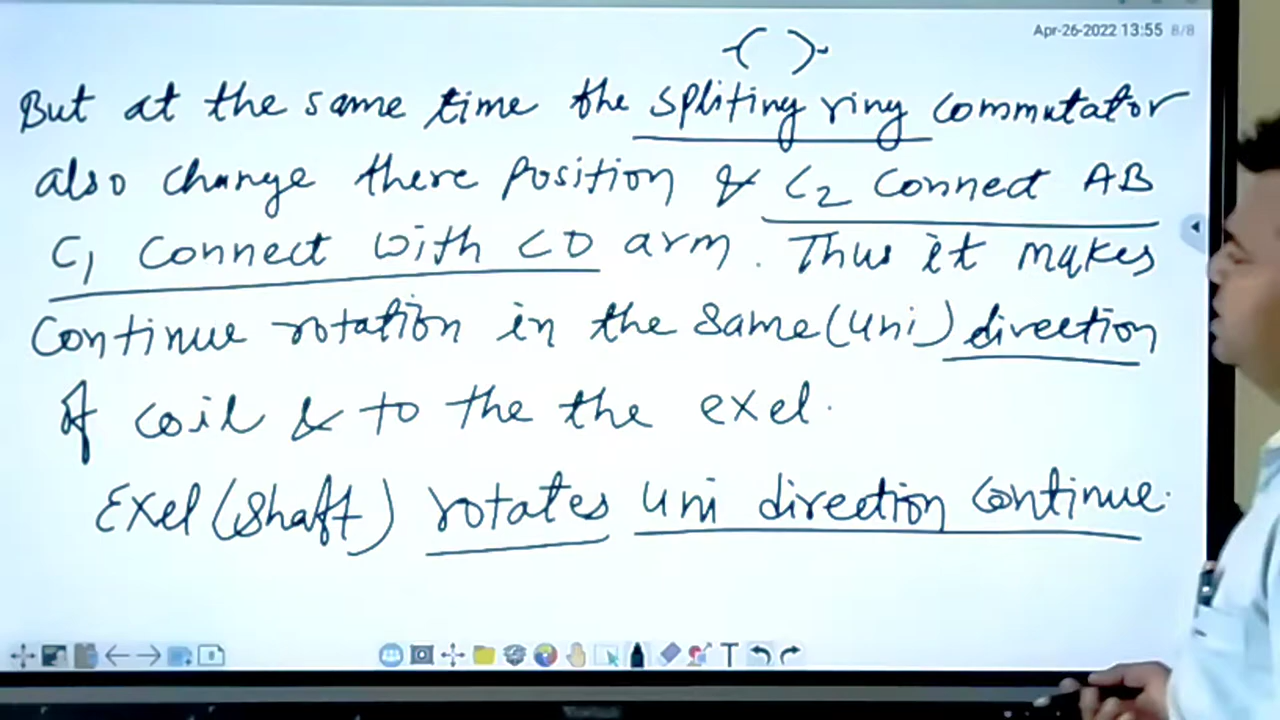 Apr-26-2022 13:55 8/8
But at the same time the spliting ring commutator
also change there position & C2 connect AB
C1 connect with CD arm. Thus it makes
continue rotation in the same (uni) direction
of coil & to the the exel.
Exel (shaft) rotates uni direction continue.